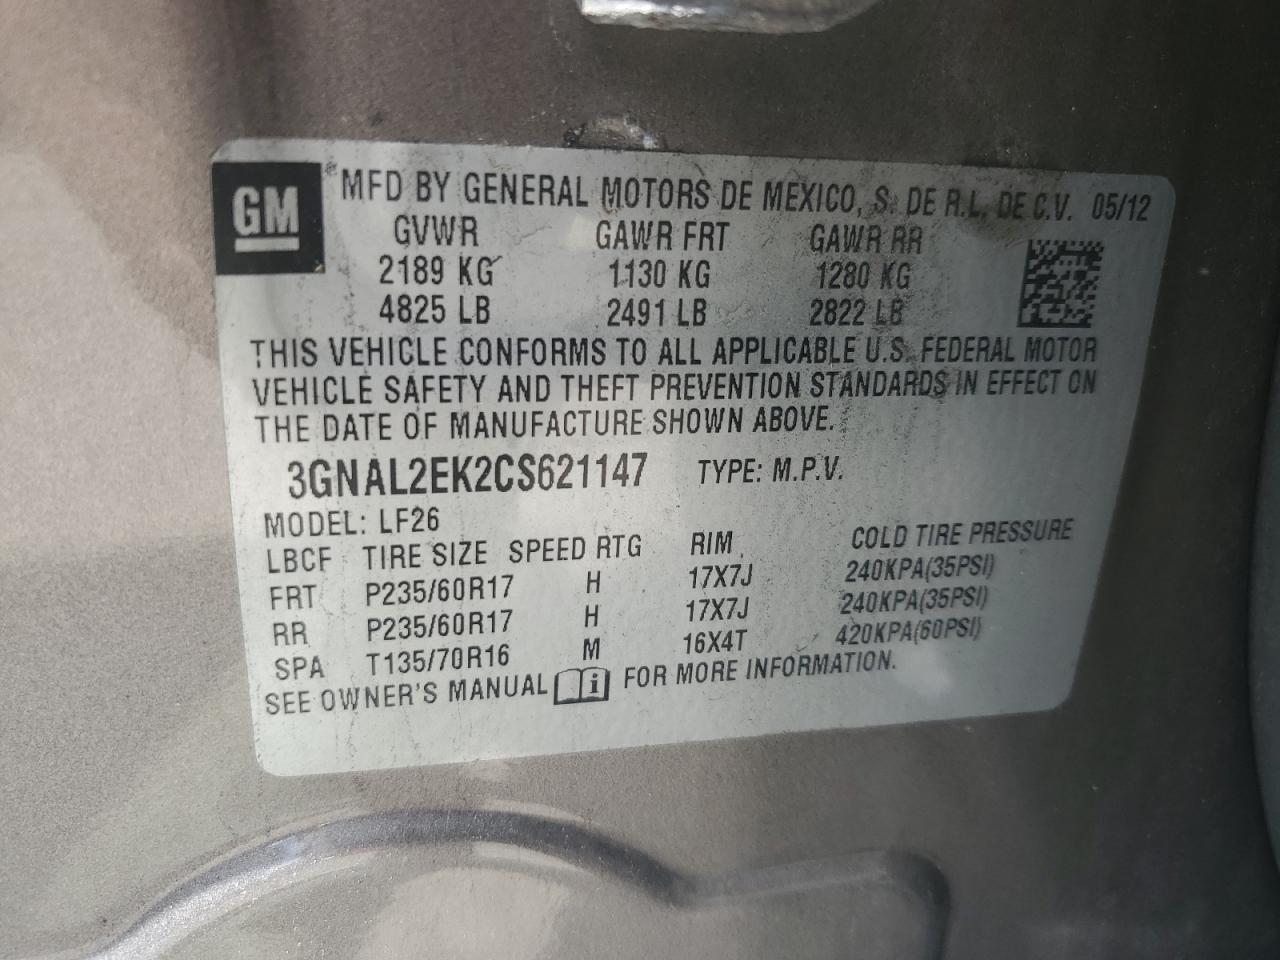 GM
® MFD BY GENERAL MOTORS DE MEXICO, S. DE R.L. DE C.V. 05/12
GVWR GAWR FRT GAWR RR
2189 KG 1130 KG 1280 KG
4825 LB 2491 LB 2822 LB
THIS VEHICLE CONFORMS TO ALL APPLICABLE U.S. FEDERAL MOTOR
VEHICLE SAFETY AND THEFT PREVENTION STANDARDS IN EFFECT ON
THE DATE OF MANUFACTURE SHOWN ABOVE.
3GNAL2EK2CS621147 TYPE: M.P.V.
MODEL: LF26
LBCF TIRE SIZE SPEED RTG RIM COLD TIRE PRESSURE
FRT P235/60R17 H 17X7J 240KPA(35PSI)
RR P235/60R17 H 17X7J 240KPA(35PSI)
SPA T135/70R16 M 16X4T 420KPA(60PSI)
SEE OWNER'S MANUAL i FOR MORE INFORMATION.